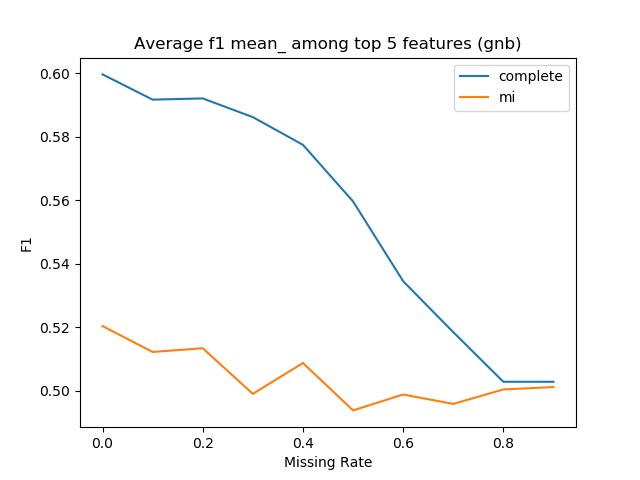 Average f1 mean_ among top 5 features (gnb)
complete
mi
0.60
0.58
0.56
0.54
0.52
0.50
F1
0.0 0.2 0.4 0.6 0.8
Missing Rate